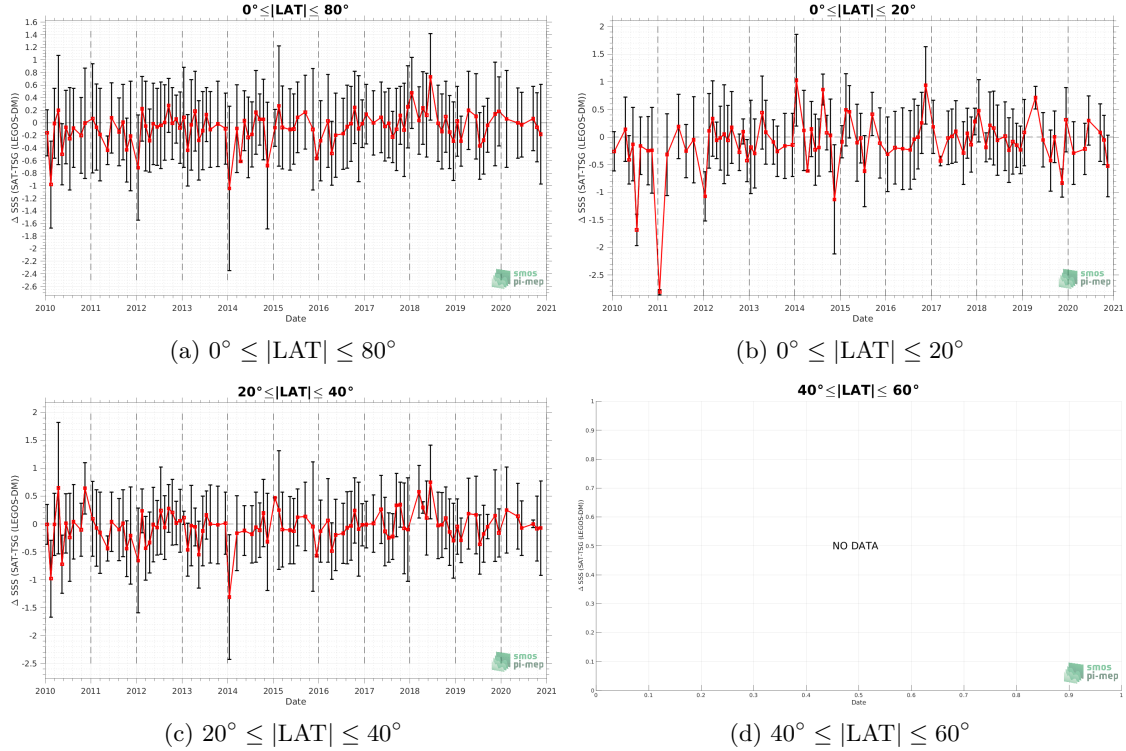 0°≤|LAT|≤ 80°
1.6
1.4
1.2
1
0.8
0.6
0.4
0.2
0
-0.2
-0.4
-0.6
-0.8
-1
-1.2
-1.4
-1.6
-1.8
-2
-2.2
-2.4
-2.6
Δ SSS (SAT-TSG (LEGOS-DM))
2010 2011 2012 2013 2014 2015 2016 2017 2018 2019 2020 2021
Date
smos
pi-mep
(a) 0° ≤ |LAT| ≤ 80°
0°≤|LAT|≤ 20°
2
1.5
1
0.5
0
-0.5
-1
-1.5
-2
-2.5
Δ SSS (SAT-TSG (LEGOS-DM))
2010 2011 2012 2013 2014 2015 2016 2017 2018 2019 2020 2021
Date
smos
pi-mep
(b) 0° ≤ |LAT| ≤ 20°
20°≤|LAT|≤ 40°
2
1.5
1
0.5
0
-0.5
-1
-1.5
-2
-2.5
Δ SSS (SAT-TSG (LEGOS-DM))
2010 2011 2012 2013 2014 2015 2016 2017 2018 2019 2020 2021
Date
smos
pi-mep
(c) 20° ≤ |LAT| ≤ 40°
40°≤|LAT|≤ 60°
1
0.9
0.8
0.7
0.6
0.5
0.4
0.3
0.2
0.1
0
Δ SSS (SAT-TSG (LEGOS-DM))
NO DATA
0 0.1 0.2 0.3 0.4 0.5 0.6 0.7 0.8 0.9 1
Date
smos
pi-mep
(d) 40° ≤ |LAT| ≤ 60°